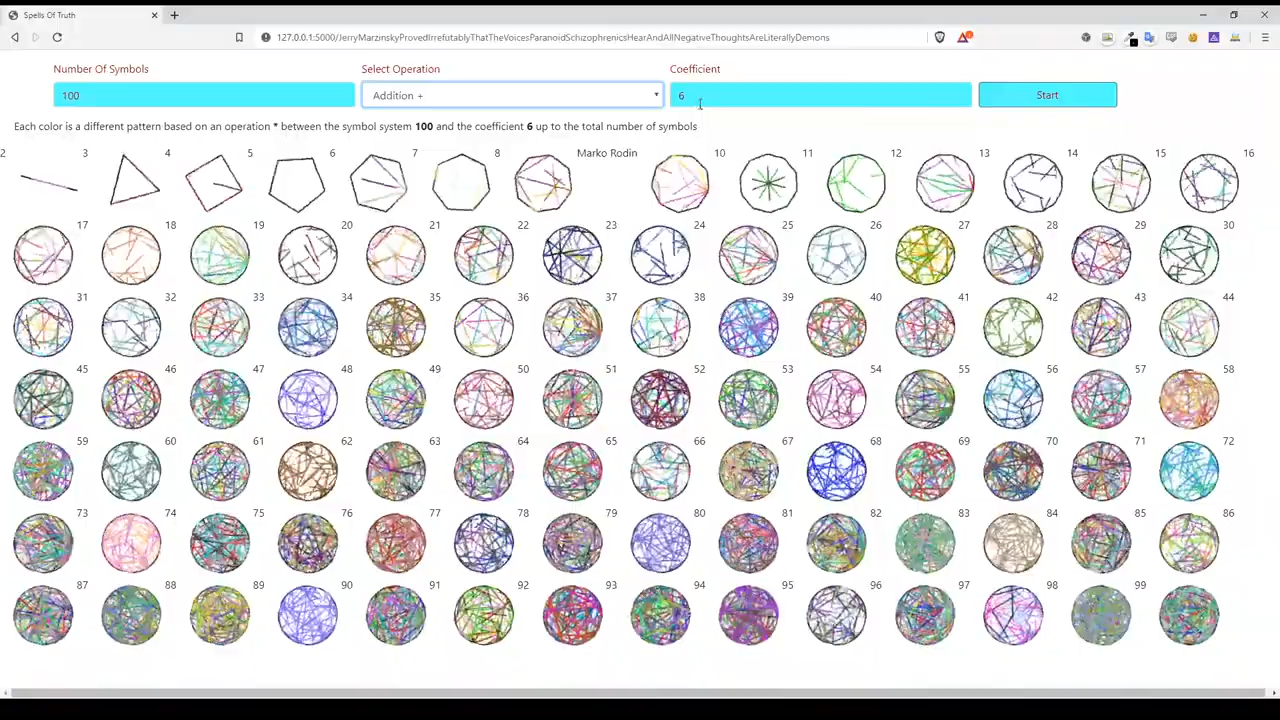 Spells Of Truth
127.0.0.1:5000/JerryMarzinskyProvedIrrefutablyThatTheVoicesParanoidSchizophrenicsHearAndAllNegativeThoughtsAreLiterallyDemons
Number Of Symbols
Select Operation
Coefficient
100
Addition +
6
Start
Each color is a different pattern based on an operation * between the symbol system 100 and the coefficient 6 up to the total number of symbols
2 3 4 5 6 7 8 Marko Rodin 10 11 12 13 14 15 16
17 18 19 20 21 22 23 24 25 26 27 28 29 30
31 32 33 34 35 36 37 38 39 40 41 42 43 44
45 46 47 48 49 50 51 52 53 54 55 56 57 58
59 60 61 62 63 64 65 66 67 68 69 70 71 72
73 74 75 76 77 78 79 80 81 82 83 84 85 86
87 88 89 90 91 92 93 94 95 96 97 98 99